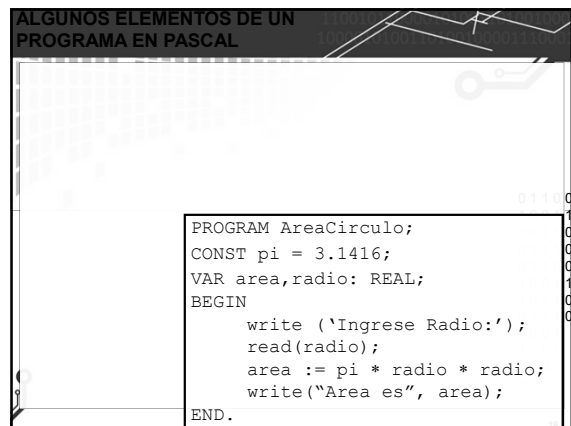 ALGUNOS ELEMENTOS DE UN
PROGRAMA EN PASCAL
PROGRAM AreaCirculo;
CONST pi = 3.1416;
VAR area,radio: REAL;
BEGIN
write (‘Ingrese Radio:’);
read(radio);
area := pi * radio * radio;
write(“Area es”, area);
END.